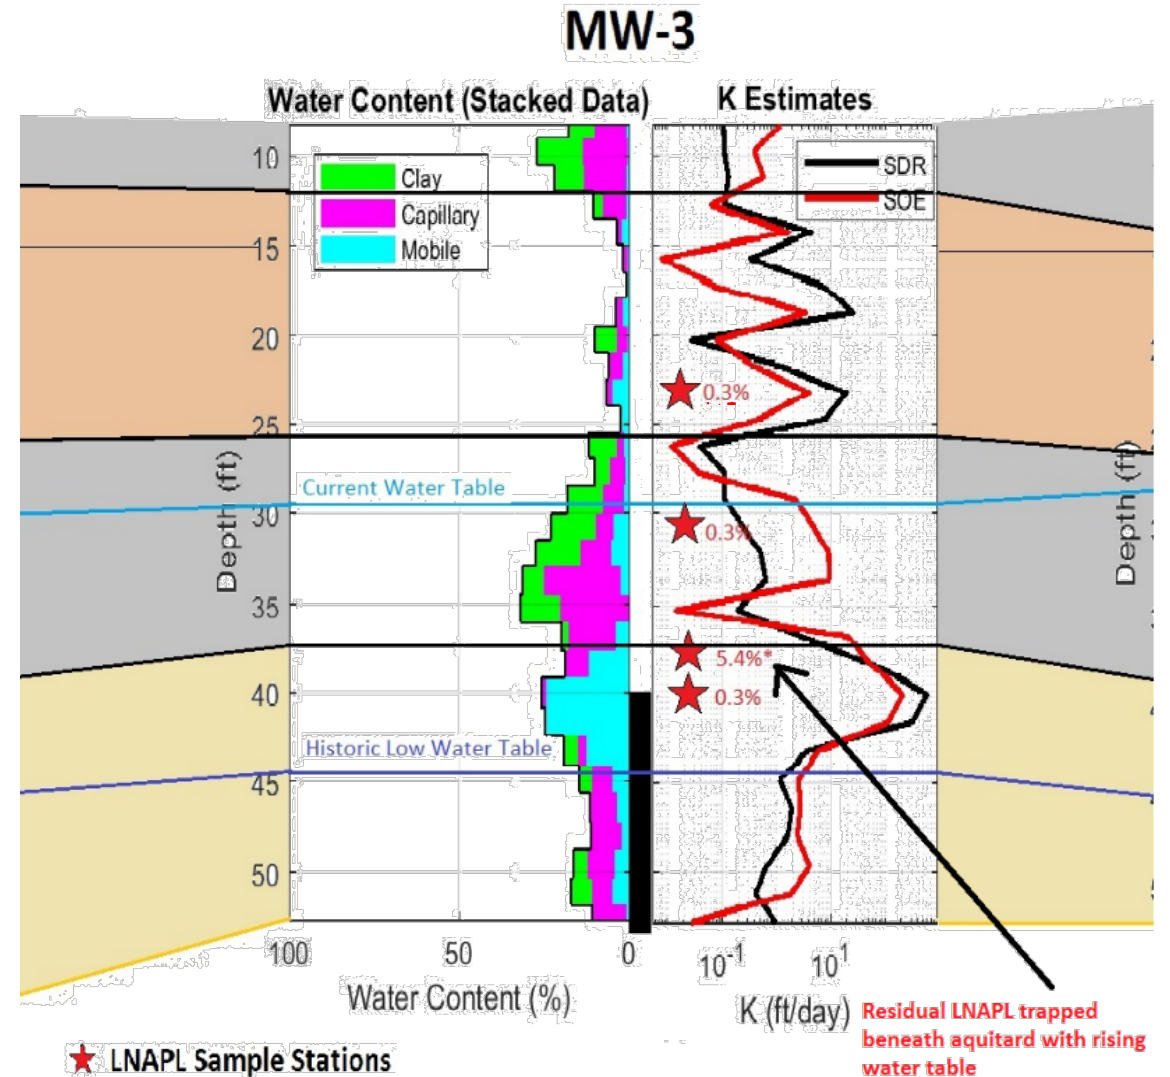 MW-3
Water Content (Stacked Data)
K Estimates
Clay
Capillary
Mobile
SDR
SOE
10
15
20
25
30
35
40
45
50
Depth (ft)
Depth (ft)
Current Water Table
Historic Low Water Table
0.3%
0.3%
5.4%*
0.3%
100
50
0
Water Content (%)
10-1
101
K (ft/day)
Residual LNAPL trapped
beneath aquitard with rising
water table
LNAPL Sample Stations